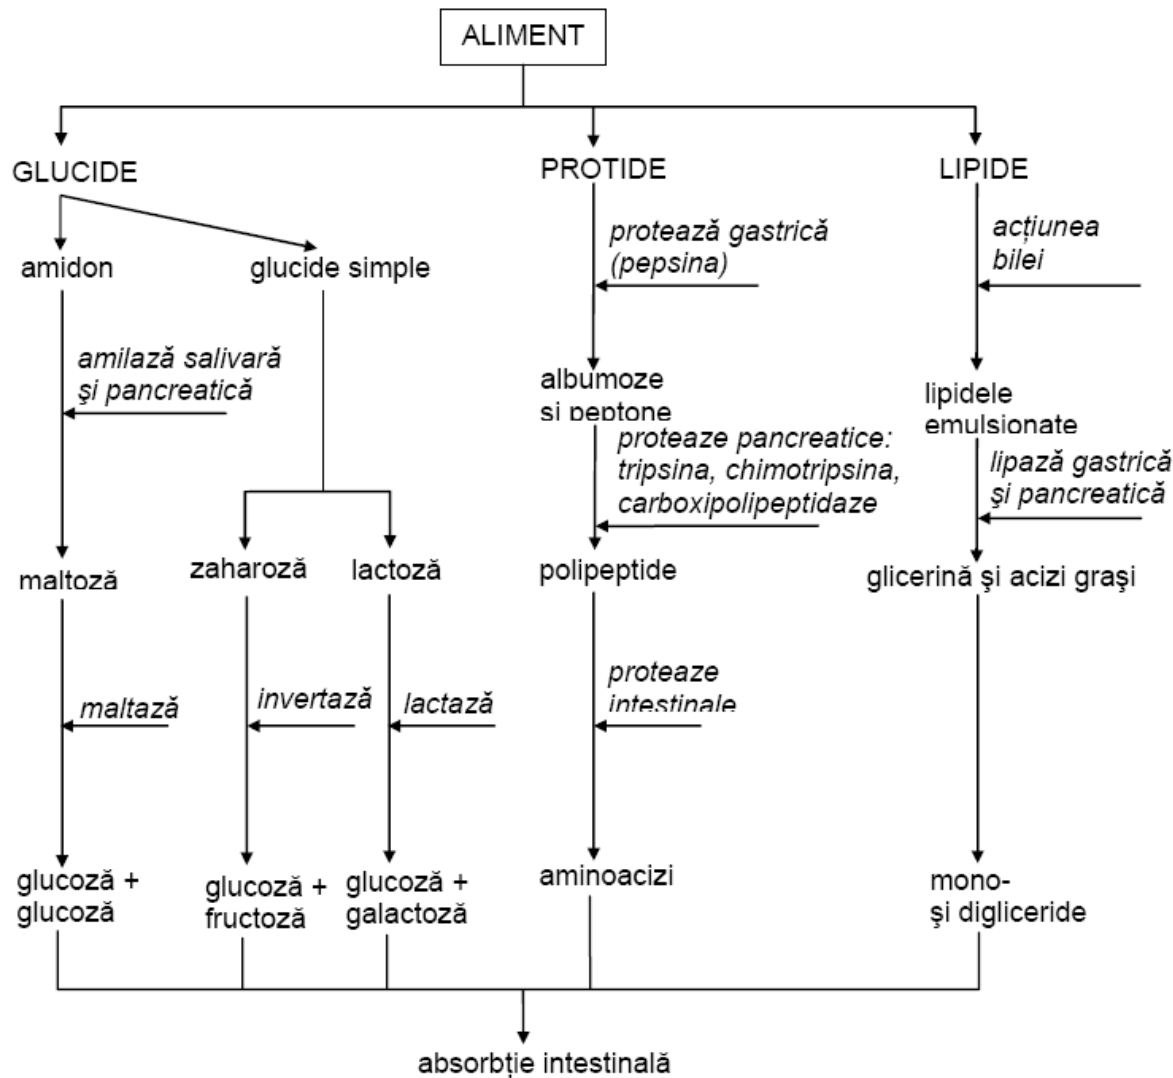 ALIMENT
GLUCIDE
PROTIDE
LIPIDE
amidon
glucide simple
protează gastrică
(pepsina)
acțiunea
bilei
amilază salivară
şi pancreatică
albumoze
si peptone
lipidele
emulsionate
proteaze pancreatice:
tripsina, chimotripsina,
carboxipolipeptidaze
lipază gastrică
şi pancreatică
maltoză
zaharoză
lactoză
polipeptide
glicerină şi acizi graşi
maltază
invertază
lactază
proteaze
intestinale
glucoză +
glucoză
glucoză +
fructoză
glucoză +
galactoză
aminoacizi
mono-
şi digliceride
absorbție intestinală